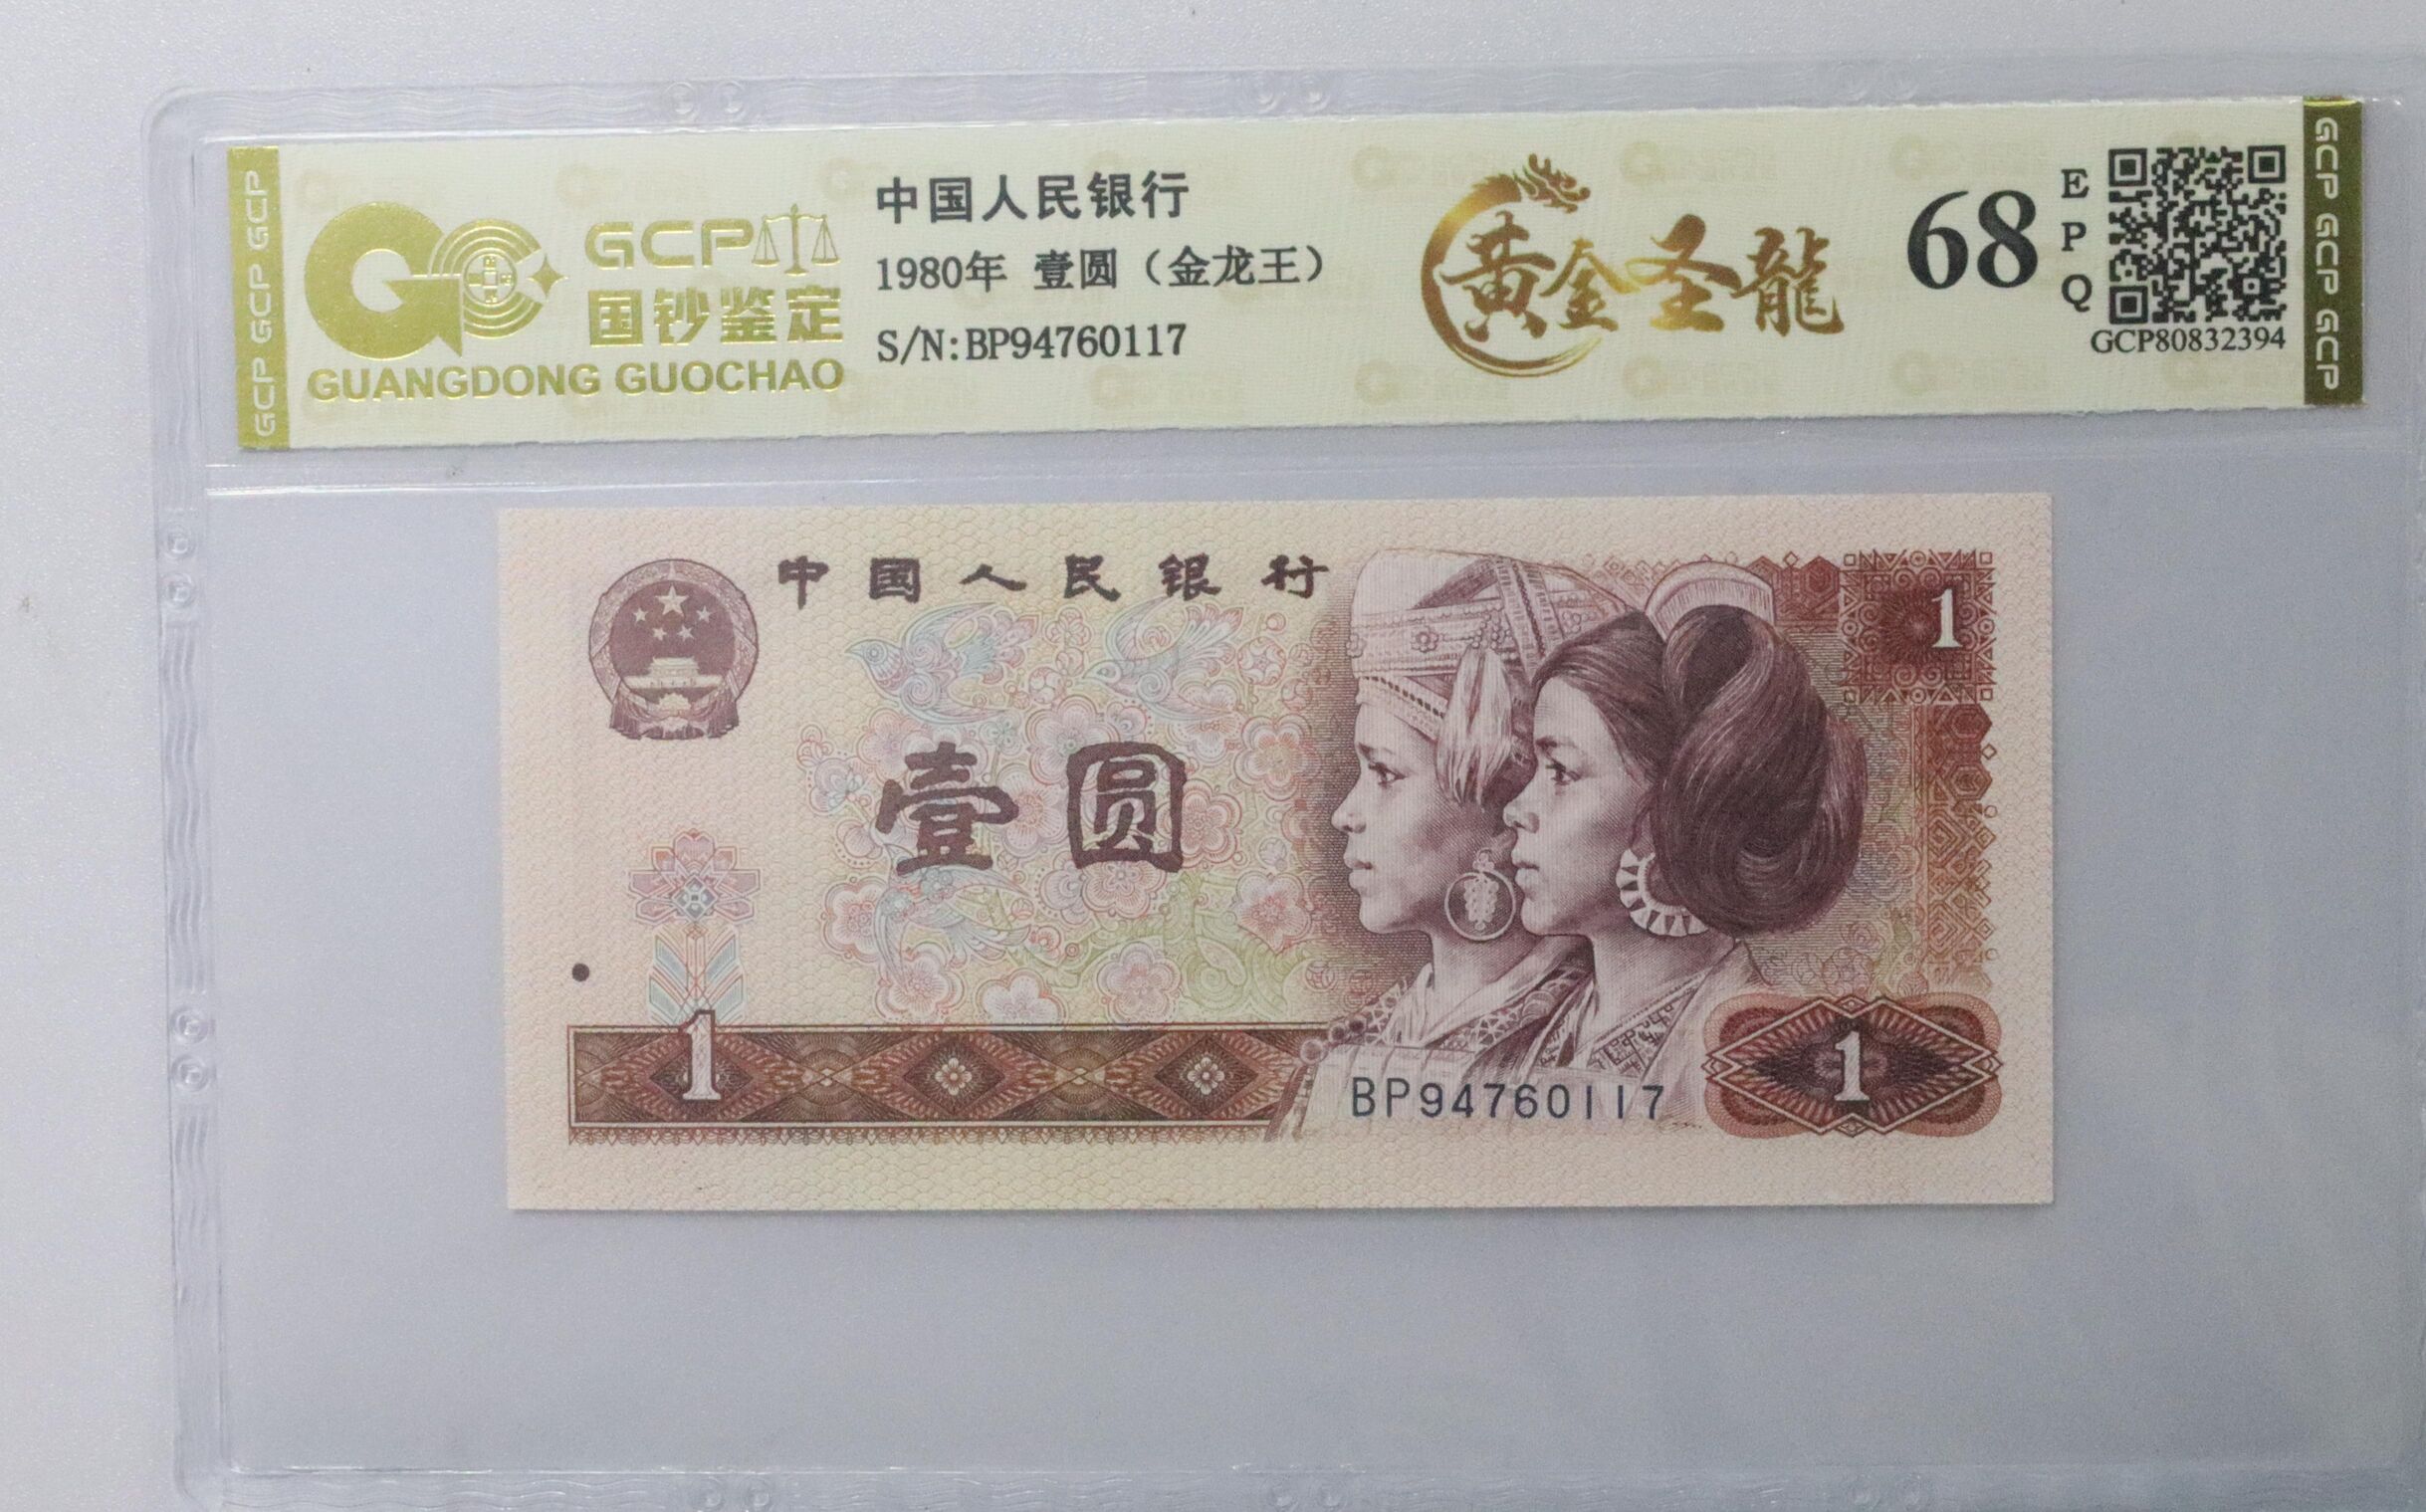 GCP GCP GCP
GCP
国钞鉴定
GUANGDONG GUOCHAO
中国人民银行
1980年 壹圆（金龙王）
S/N:BP94760117
黄金圣龍
68
EPQ
GCP80832394
GCP GCP GCP
中国人民银行
1
壹圆
1
BP94760117
1